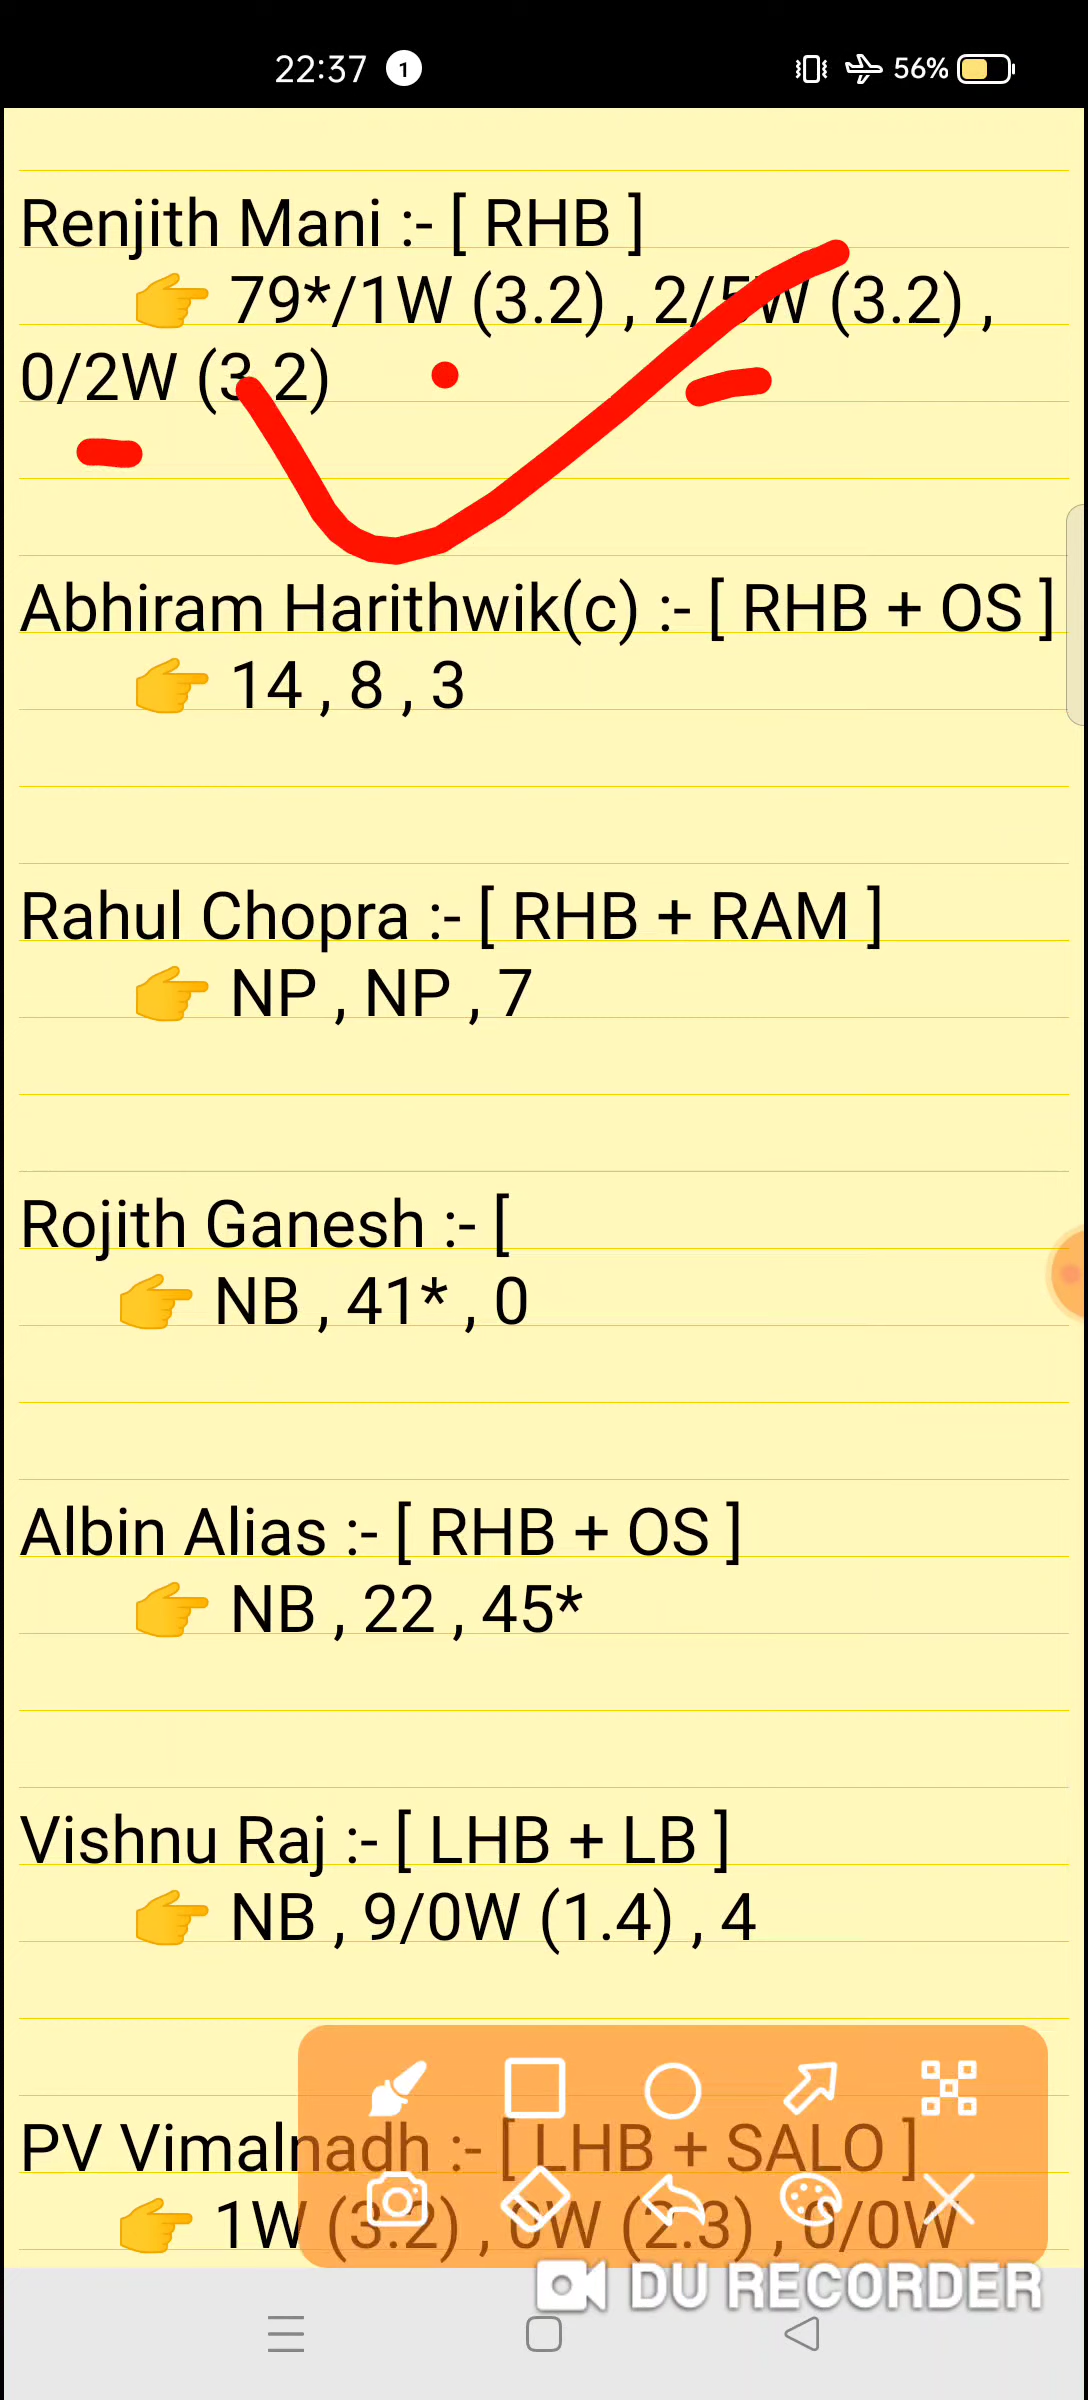 22:37 1 56%
Renjith Mani :- [ RHB ]
👉 79*/1W (3.2) , 2/5W (3.2) ,
0/2W (3.2)
Abhiram Harithwik(c) :- [ RHB + OS ]
👉 14 , 8 , 3
Rahul Chopra :- [ RHB + RAM ]
👉 NP , NP , 7
Rojith Ganesh :- [
👉 NB , 41* , 0
Albin Alias :- [ RHB + OS ]
👉 NB , 22 , 45*
Vishnu Raj :- [ LHB + LB ]
👉 NB , 9/0W (1.4) , 4
PV Vimalnadh :- [ LHB + SALO ]
👉 1W (3.2) , 0W (2.3) , 0/0W
DU RECORDER